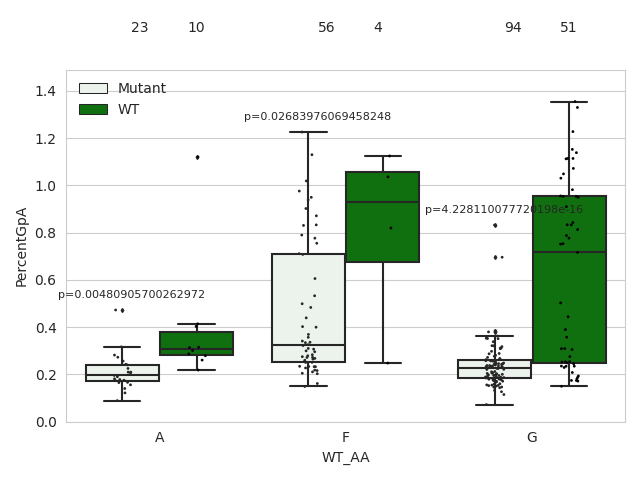 23 10 56 4 94 51
Mutant
WT
p=0.02683976069458248
p=4.228110077720198e-16
p=0.00480905700262972
PercentGpA
1.4
1.2
1.0
0.8
0.6
0.4
0.2
0.0
A F G
WT_AA